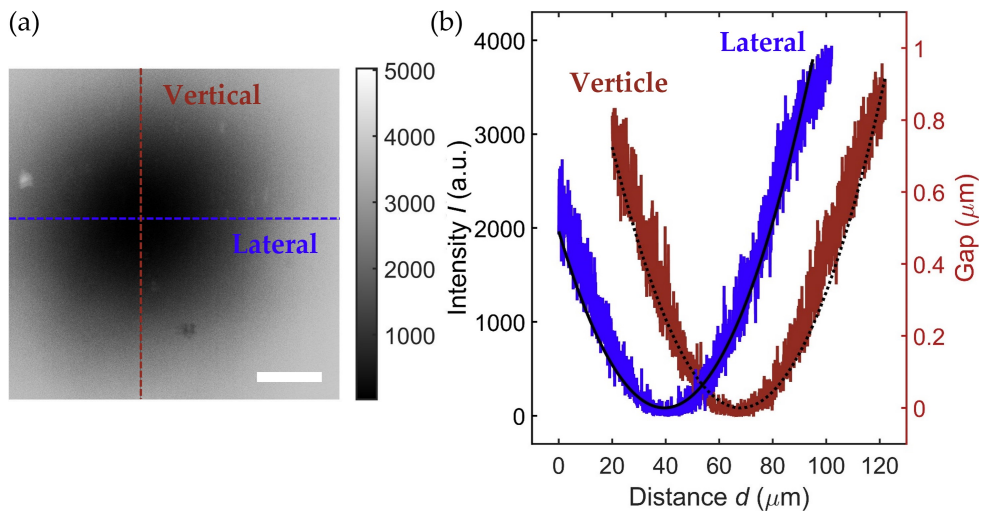 (a)
Vertical
Lateral
5000
4000
3000
2000
1000
(b)
Lateral
Verticle
4000
3000
2000
1000
0
Intensity I (a.u.)
1
0.8
0.6
0.4
0.2
0
Gap (μm)
0 20 40 60 80 100 120
Distance d (μm)